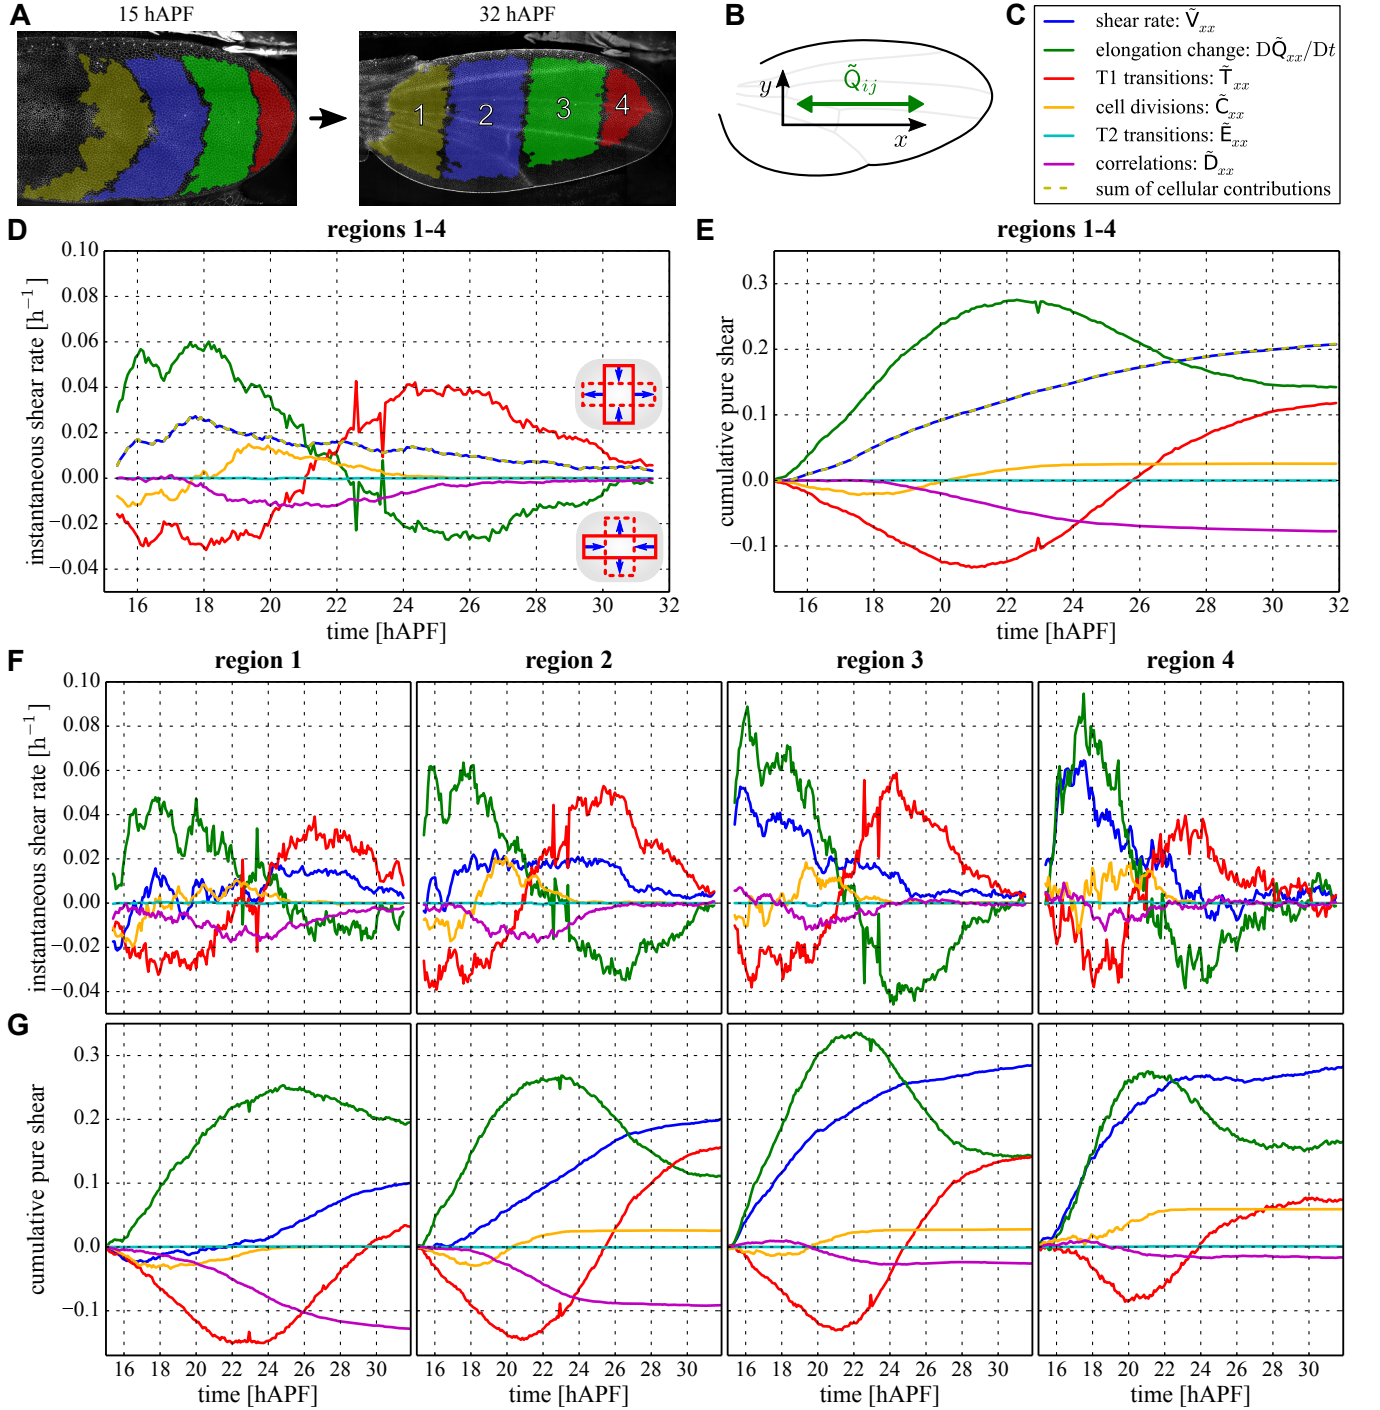 A
15 hAPF
32 hAPF
1
2
3
4
B
Q̃ij
y
x
C
shear rate: Ṽxx
elongation change: DQ̃xx/Dt
T1 transitions: T̃xx
cell divisions: C̃xx
T2 transitions: Ẽxx
correlations: D̃xx
sum of cellular contributions
D
regions 1-4
instantaneous shear rate [h⁻¹]
0.10
0.08
0.06
0.04
0.02
0.00
−0.02
−0.04
16 18 20 22 24 26 28 30 32
time [hAPF]
E
regions 1-4
cumulative pure shear
0.3
0.2
0.1
0.0
−0.1
16 18 20 22 24 26 28 30 32
time [hAPF]
F
region 1
region 2
region 3
region 4
instantaneous shear rate [h⁻¹]
0.10
0.08
0.06
0.04
0.02
0.00
−0.02
−0.04
G
cumulative pure shear
0.3
0.2
0.1
0.0
−0.1
16 18 20 22 24 26 28 30
16 18 20 22 24 26 28 30
16 18 20 22 24 26 28 30
16 18 20 22 24 26 28 30
time [hAPF]
time [hAPF]
time [hAPF]
time [hAPF]